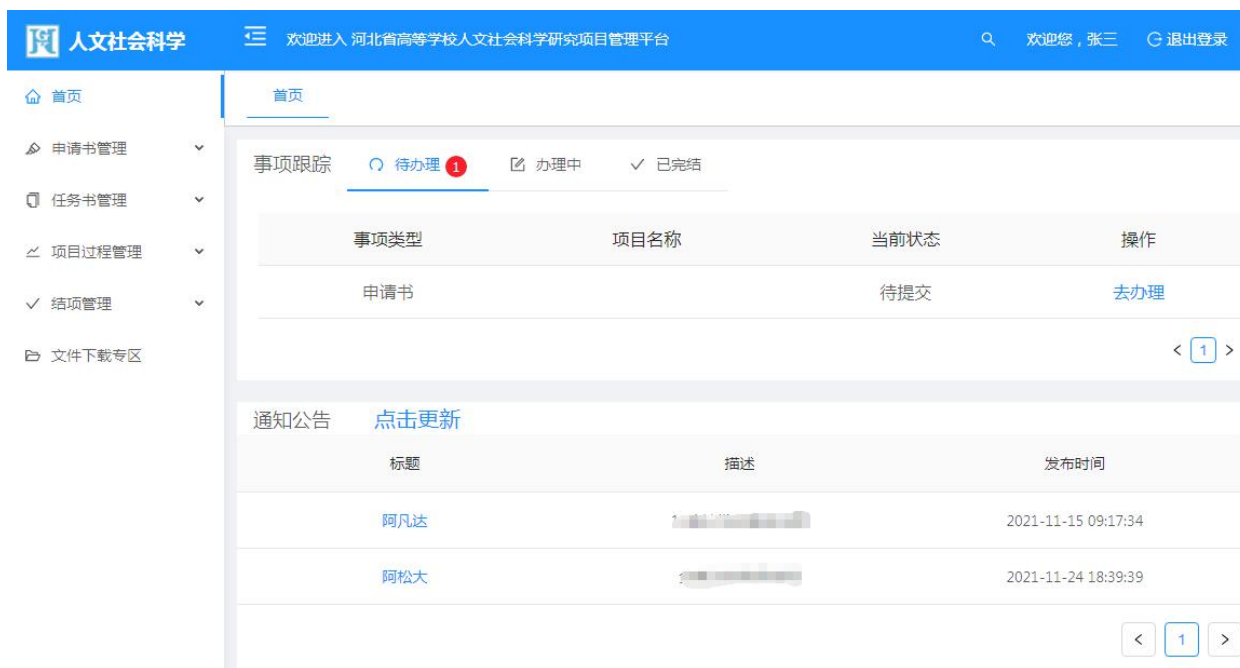 人文社会科学
欢迎进入 河北省高等学校人文社会科学研究项目管理平台
欢迎您，张三
退出登录
首页
申请书管理
任务书管理
项目过程管理
结项管理
文件下载专区
首页
事项跟踪 待办理 1 办理中 已完结
事项类型 项目名称 当前状态 操作
申请书 待提交 去办理
< 1 >
通知公告 点击更新
标题 描述 发布时间
阿凡达 2021-11-15 09:17:34
阿松大 2021-11-24 18:39:39
< 1 >